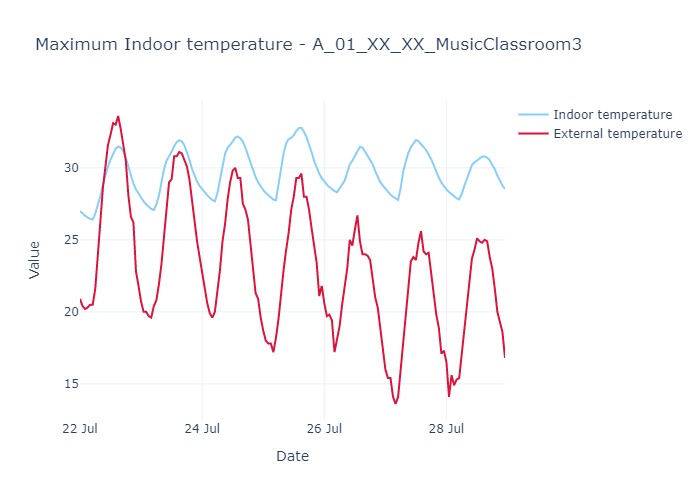 Maximum Indoor temperature - A_01_XX_XX_MusicClassroom3
Indoor temperature
External temperature
30
25
20
15
Value
22 Jul 24 Jul 26 Jul 28 Jul
Date